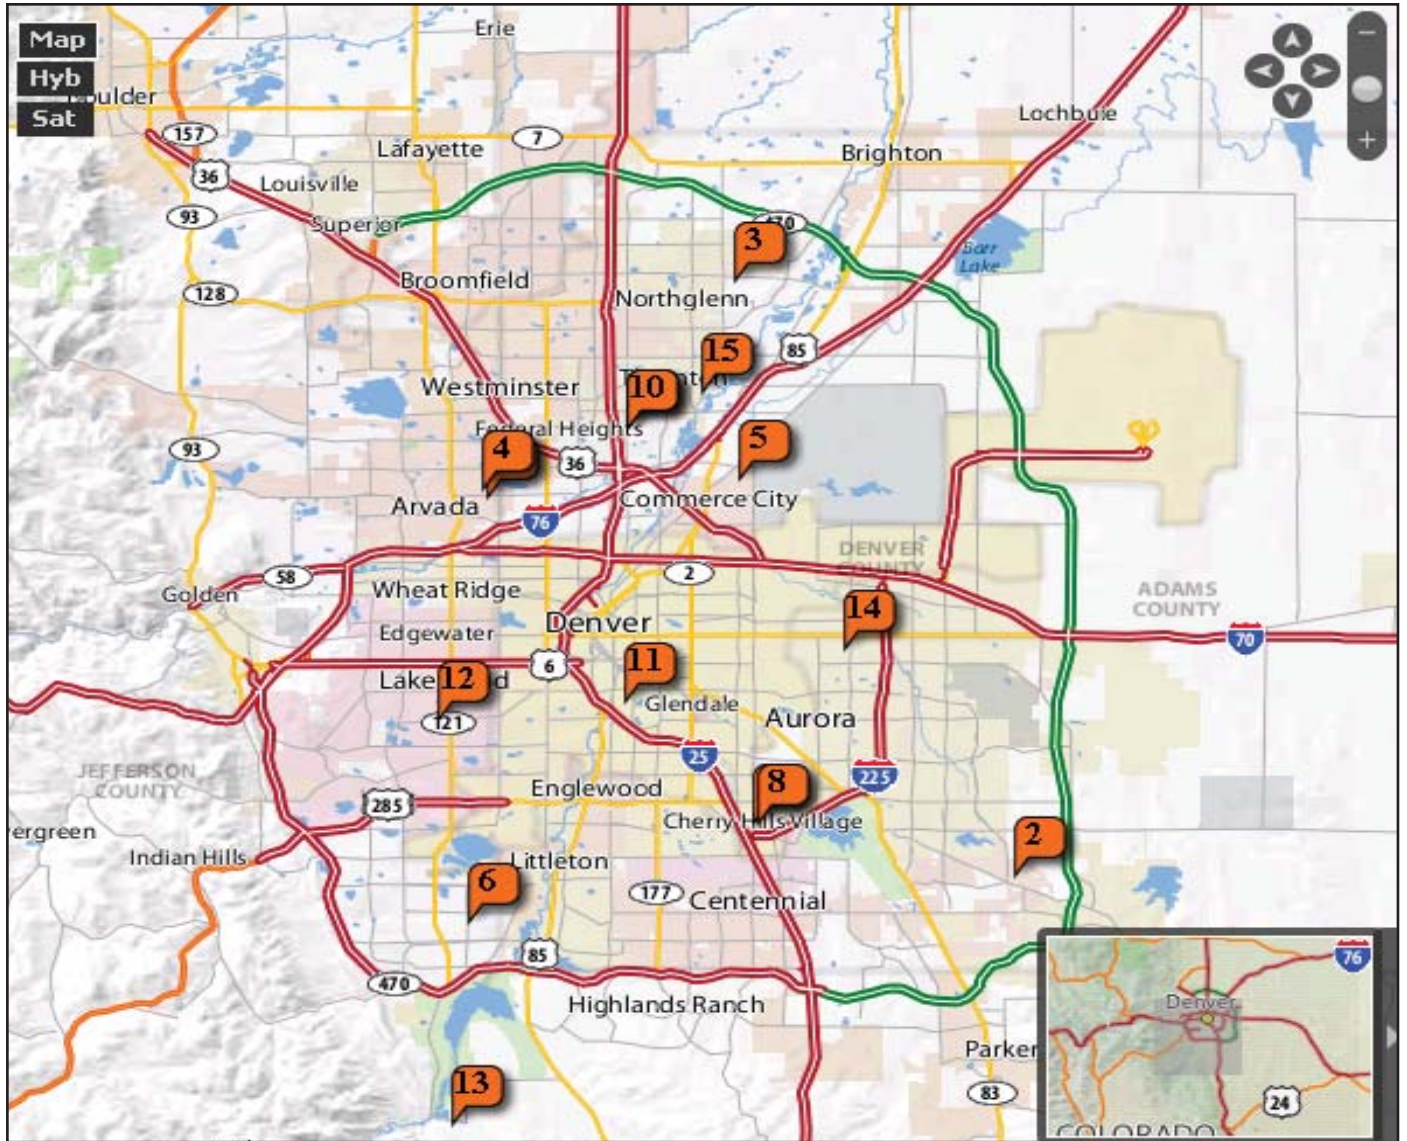 Erie
Map
Hyb
Sat
Lochbuie
157
7
Lafayette
Brighton
36
Louisville
93
Superior
470
3
Barr
Lake
Broomfield
128
Northglenn
15
85
Westminster
10
Federal Heights
4
5
36
93
Commerce City
Arvada
76
DENVER
COUNTY
58
2
Wheat Ridge
ADAMS
COUNTY
Golden
14
Denver
Edgewater
70
6
11
12
Glendale
121
Aurora
25
JEFFERSON
COUNTY
225
8
Englewood
285
Cherry Hills Village
2
Indian Hills
Littleton
6
177
Centennial
85
76
470
Highlands Ranch
Denver
Parker
13
83
24
COLORADO